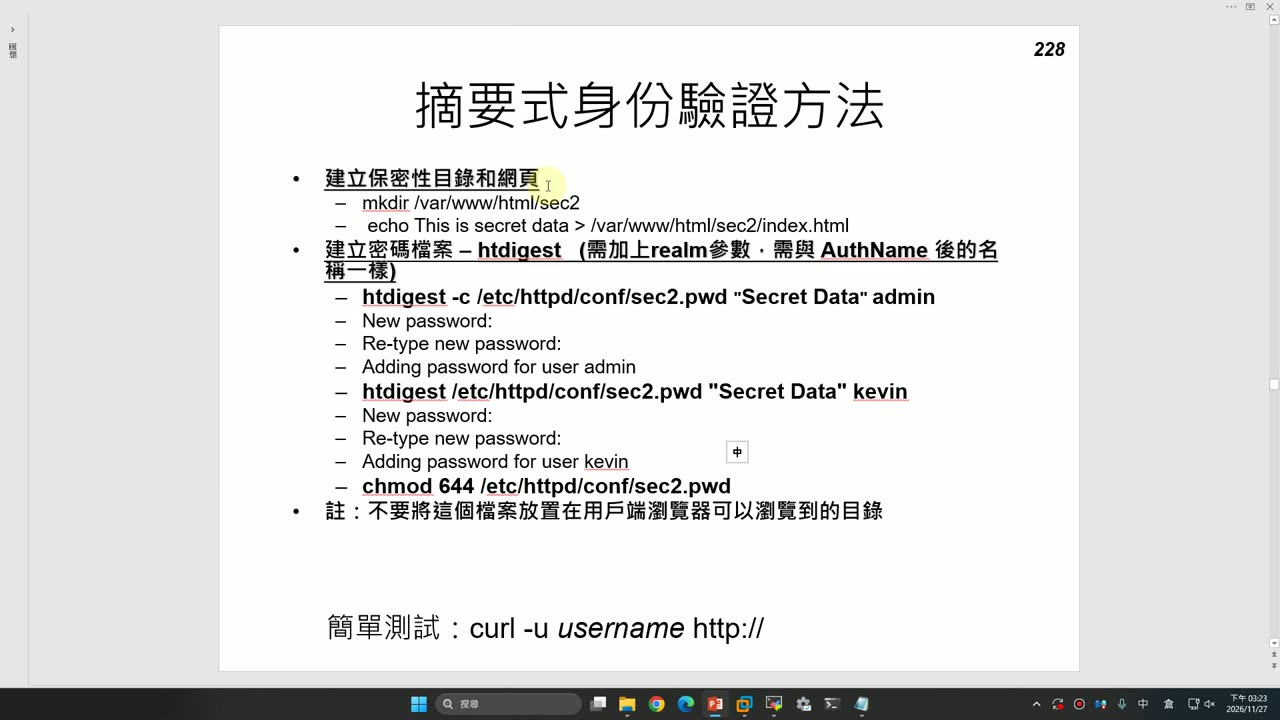 228
摘要式身份驗證方法
• 建立保密性目錄和網頁
– mkdir /var/www/html/sec2
– echo This is secret data > /var/www/html/sec2/index.html
• 建立密碼檔案 – htdigest (需加上realm參數，需與 AuthName 後的名
稱一樣)
– htdigest -c /etc/httpd/conf/sec2.pwd "Secret Data" admin
– New password:
– Re-type new password:
– Adding password for user admin
– htdigest /etc/httpd/conf/sec2.pwd "Secret Data" kevin
– New password:
– Re-type new password:
– Adding password for user kevin
中
– chmod 644 /etc/httpd/conf/sec2.pwd
• 註：不要將這個檔案放置在用戶端瀏覽器可以瀏覽到的目錄
簡單測試：curl -u username http://
搜尋
中
下午 03:23
2026/11/27